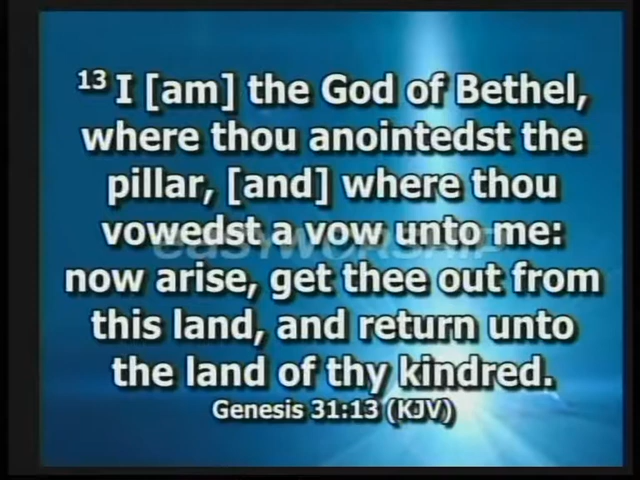 13 I [am] the God of Bethel,
where thou anointedst the
pillar, [and] where thou
vowedst a vow unto me:
easyworship
now arise, get thee out from
this land, and return unto
the land of thy kindred.
Genesis 31:13 (KJV)